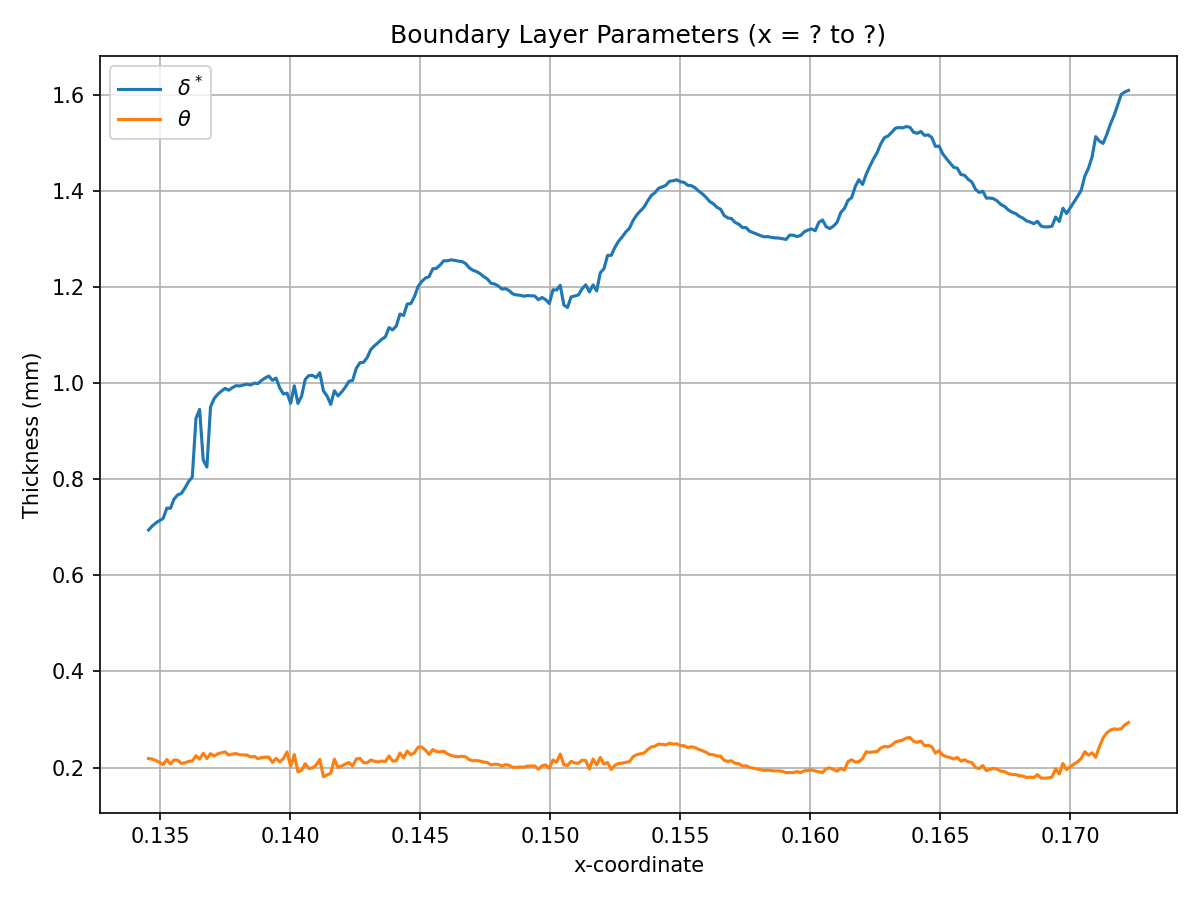 Boundary Layer Parameters (x = ? to ?)
δ*
θ
Thickness (mm)
1.6
1.4
1.2
1.0
0.8
0.6
0.4
0.2
0.135 0.140 0.145 0.150 0.155 0.160 0.165 0.170
x-coordinate